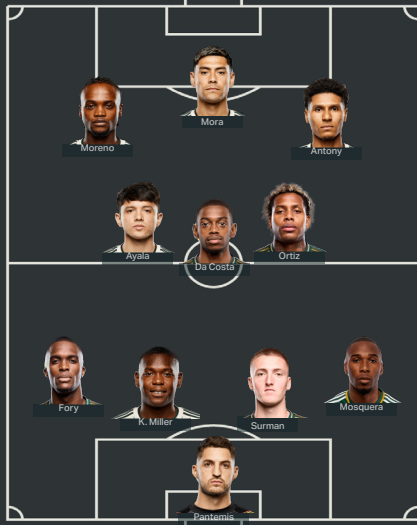 Mora
Moreno
Antony
Ayala
Da Costa
Ortiz
Fory
K. Miller
Surman
Mosquera
Pantemis